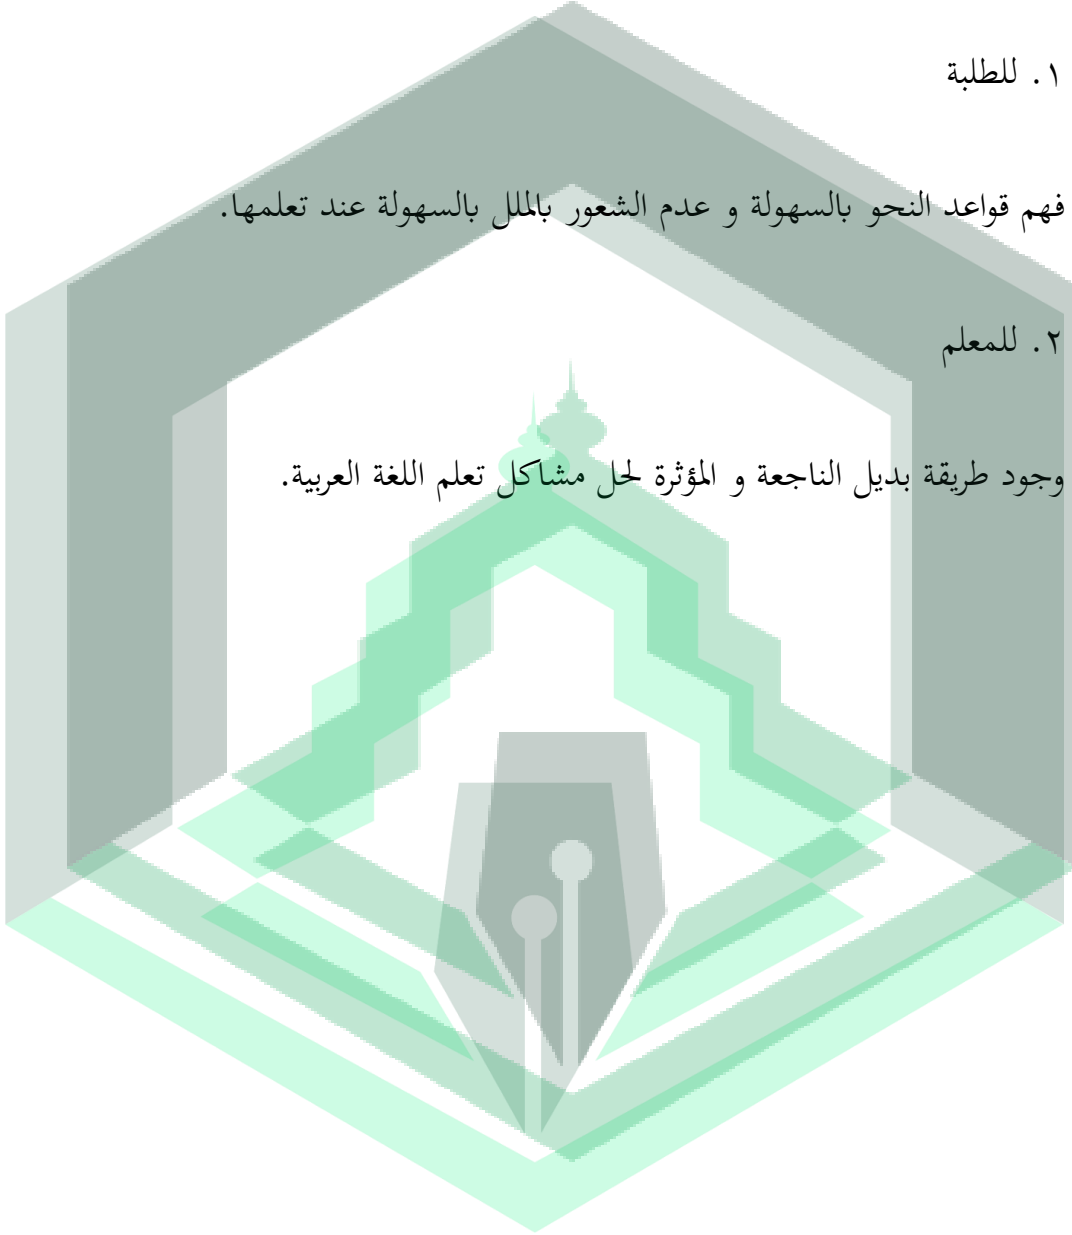 ١. للطلبة
فهم قواعد النحو بالسهولة و عدم الشعور بالملل بالسهولة عند تعلمها.
٢. للمعلم
وجود طريقة بديل الناجعة و المؤثرة لحل مشاكل تعلم اللغة العربية.